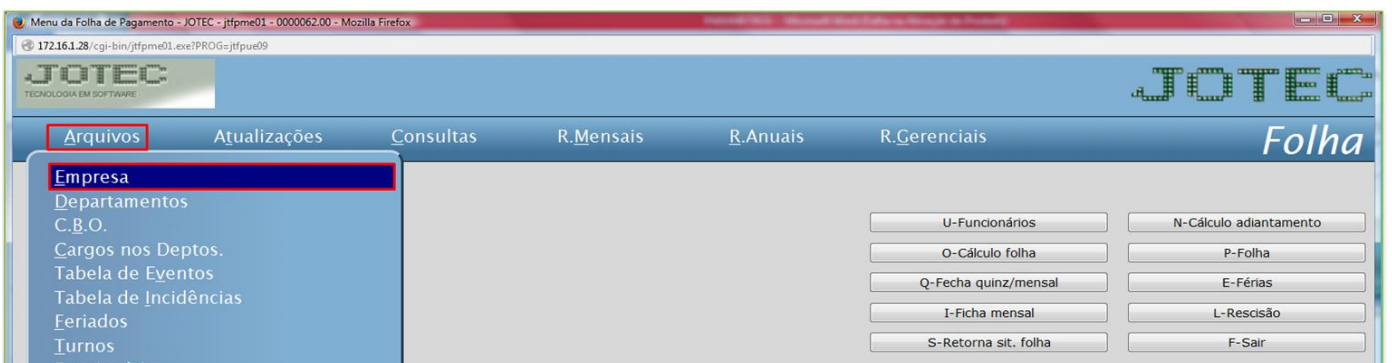 Menu da Folha de Pagamento - JOTEC - jtfpme01 - 0000062.00 - Mozilla Firefox
172.16.1.28/cgi-bin/jtfpme01.exe?PROG=jtfpue09
JOTEC
TECNOLOGIA EM SOFTWARE
JOTEC
Arquivos Atualizações Consultas R.Mensais R.Anuais R.Gerenciais Folha
Empresa
Departamentos
C.B.O.
Cargos nos Deptos.
Tabela de Eventos
Tabela de Incidências
Feriados
Turnos
U-Funcionários N-Cálculo adiantamento
O-Cálculo folha P-Folha
Q-Fecha quinz/mensal E-Férias
I-Ficha mensal L-Rescisão
S-Retorna sit. folha F-Sair